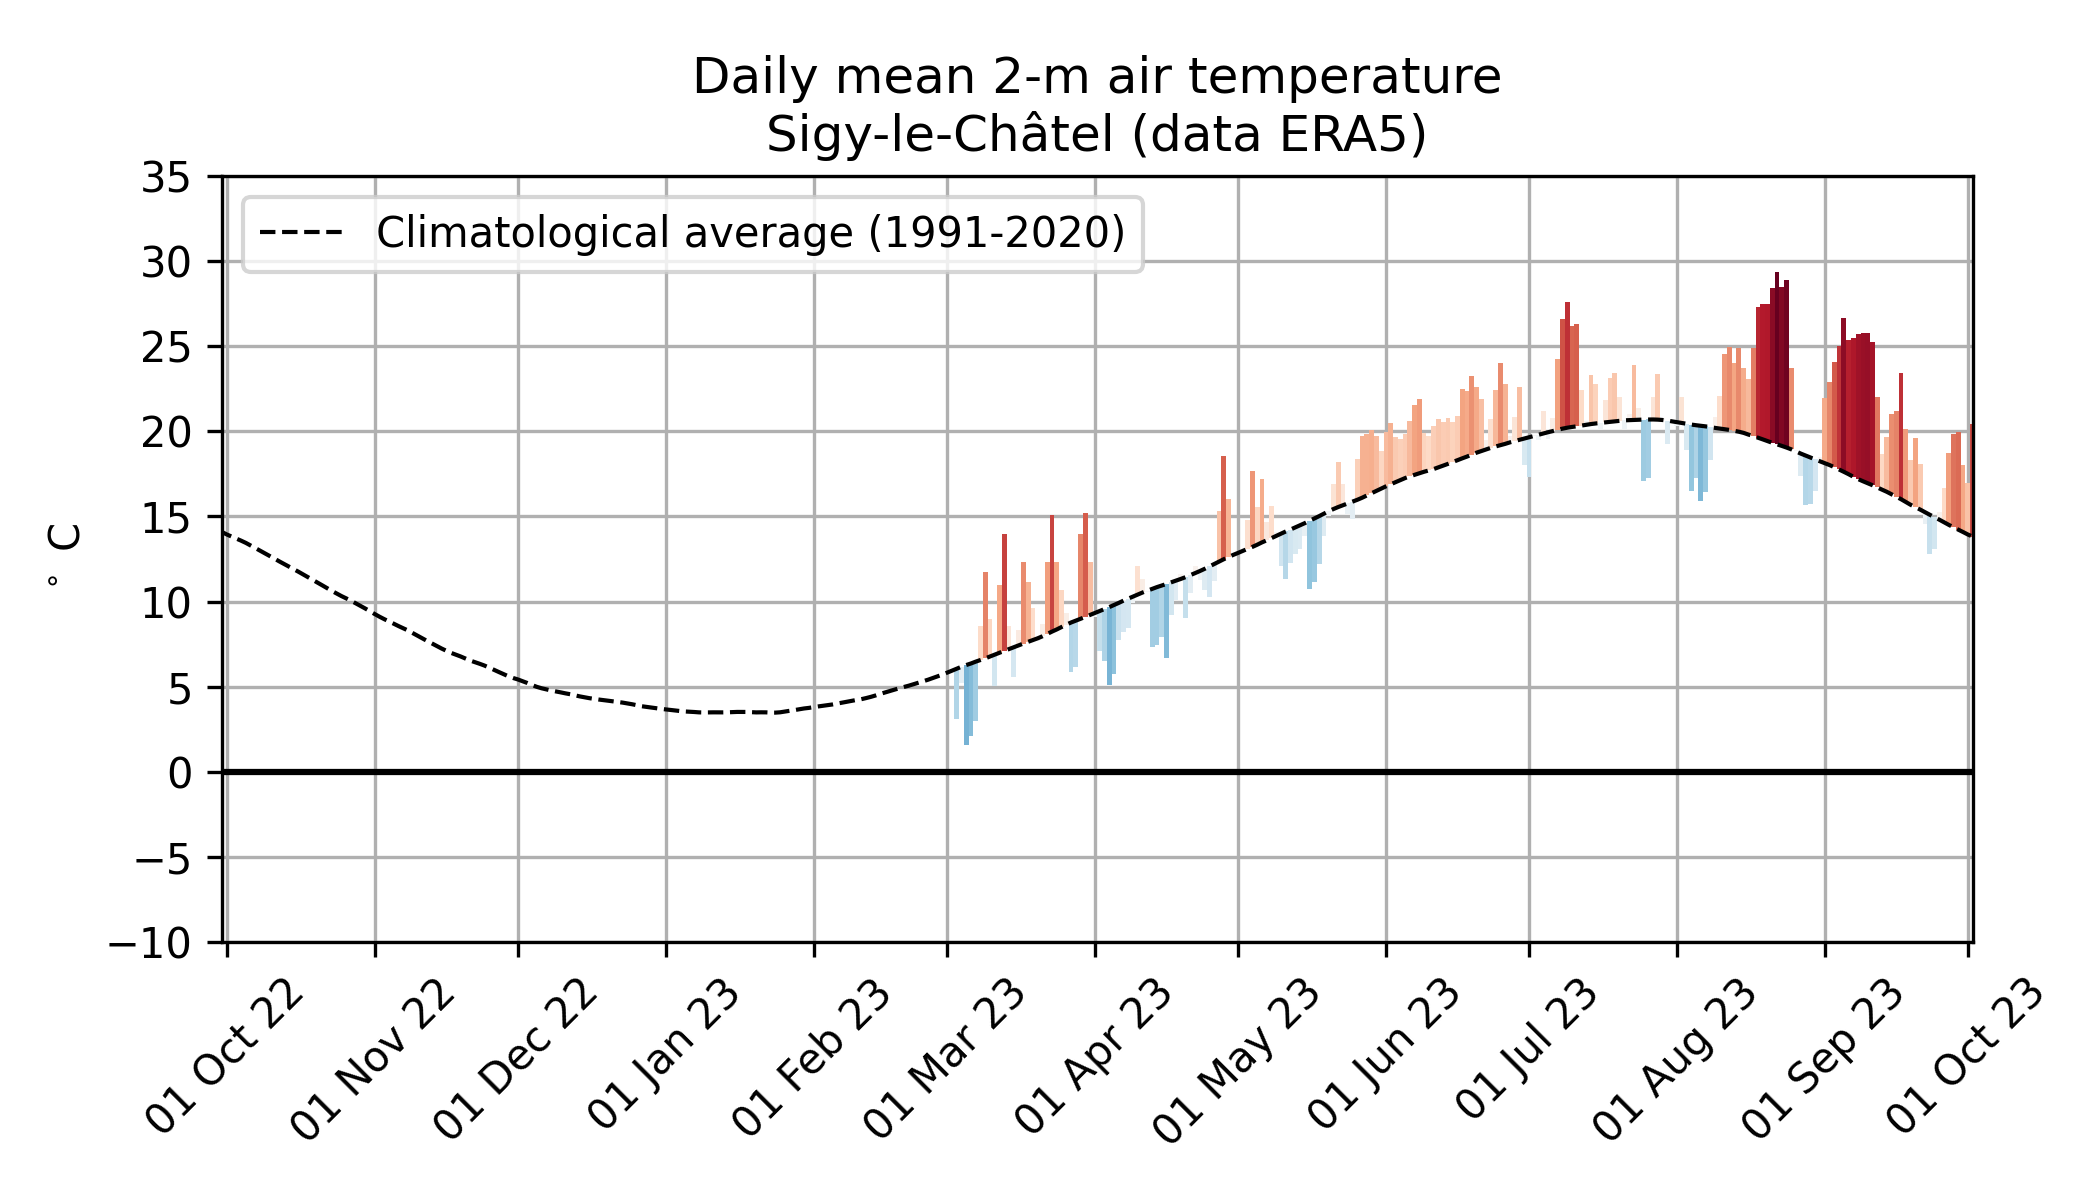 Daily mean 2-m air temperature
Sigy-le-Châtel (data ERA5)
Climatological average (1991-2020)
° C
35
30
25
20
15
10
5
0
−5
−10
01 Oct 22
01 Nov 22
01 Dec 22
01 Jan 23
01 Feb 23
01 Mar 23
01 Apr 23
01 May 23
01 Jun 23
01 Jul 23
01 Aug 23
01 Sep 23
01 Oct 23